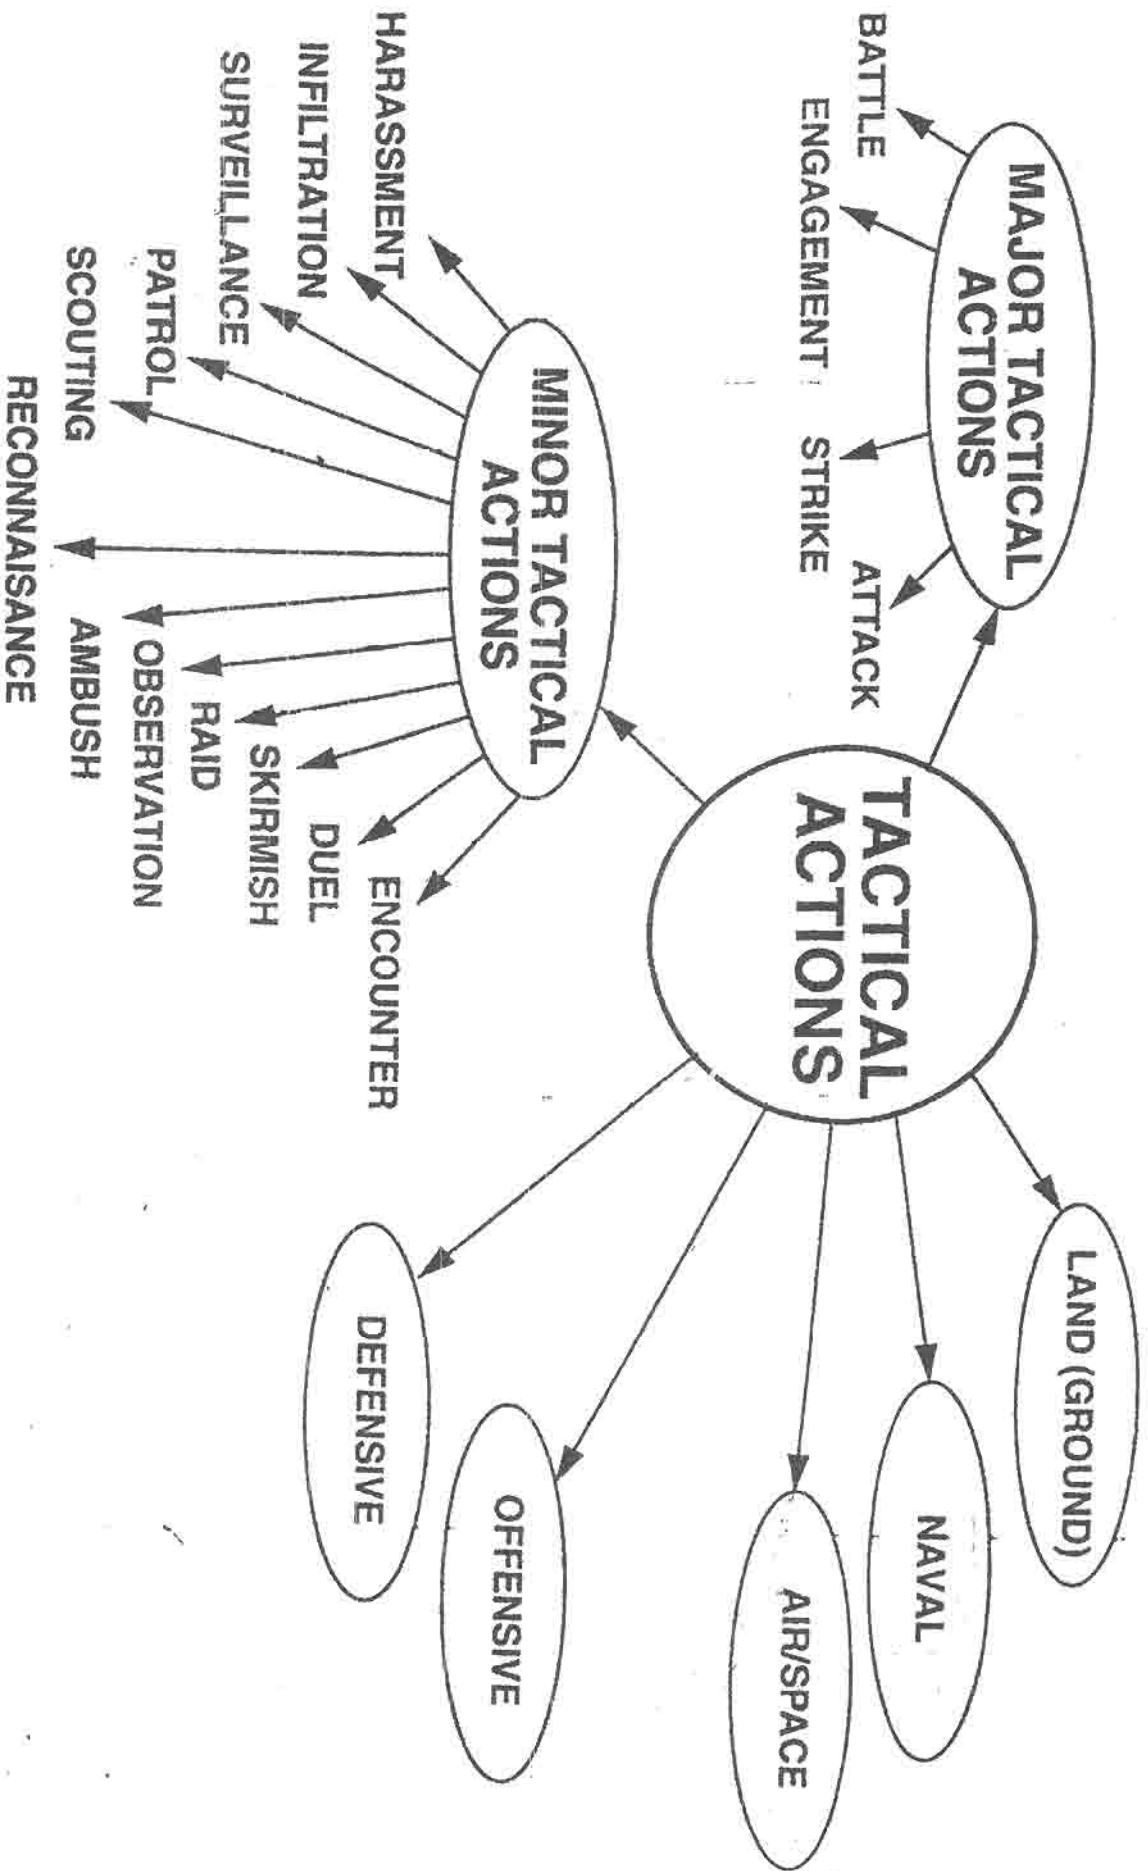 MAJOR TACTICAL
ACTIONS
BATTLE
ENGAGEMENT
STRIKE
ATTACK
TACTICAL
ACTIONS
LAND (GROUND)
NAVAL
AIR/SPACE
OFFENSIVE
DEFENSIVE
MINOR TACTICAL
ACTIONS
HARASSMENT
INFILTRATION
SURVEILLANCE
PATROL
SCOUTING
RECONNAISANCE
AMBUSH
OBSERVATION
RAID
SKIRMISH
DUEL
ENCOUNTER